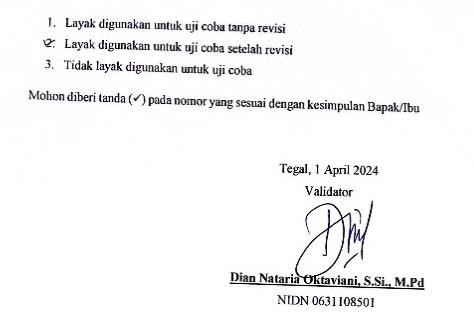 1. Layak digunakan untuk uji coba tanpa revisi
2. Layak digunakan untuk uji coba setelah revisi
3. Tidak layak digunakan untuk uji coba
Mohon diberi tanda (✓) pada nomor yang sesuai dengan kesimpulan Bapak/Ibu
Tegal, 1 April 2024
Validator
Dian Nataria Oktaviani, S.Si., M.Pd
NIDN 0631108501